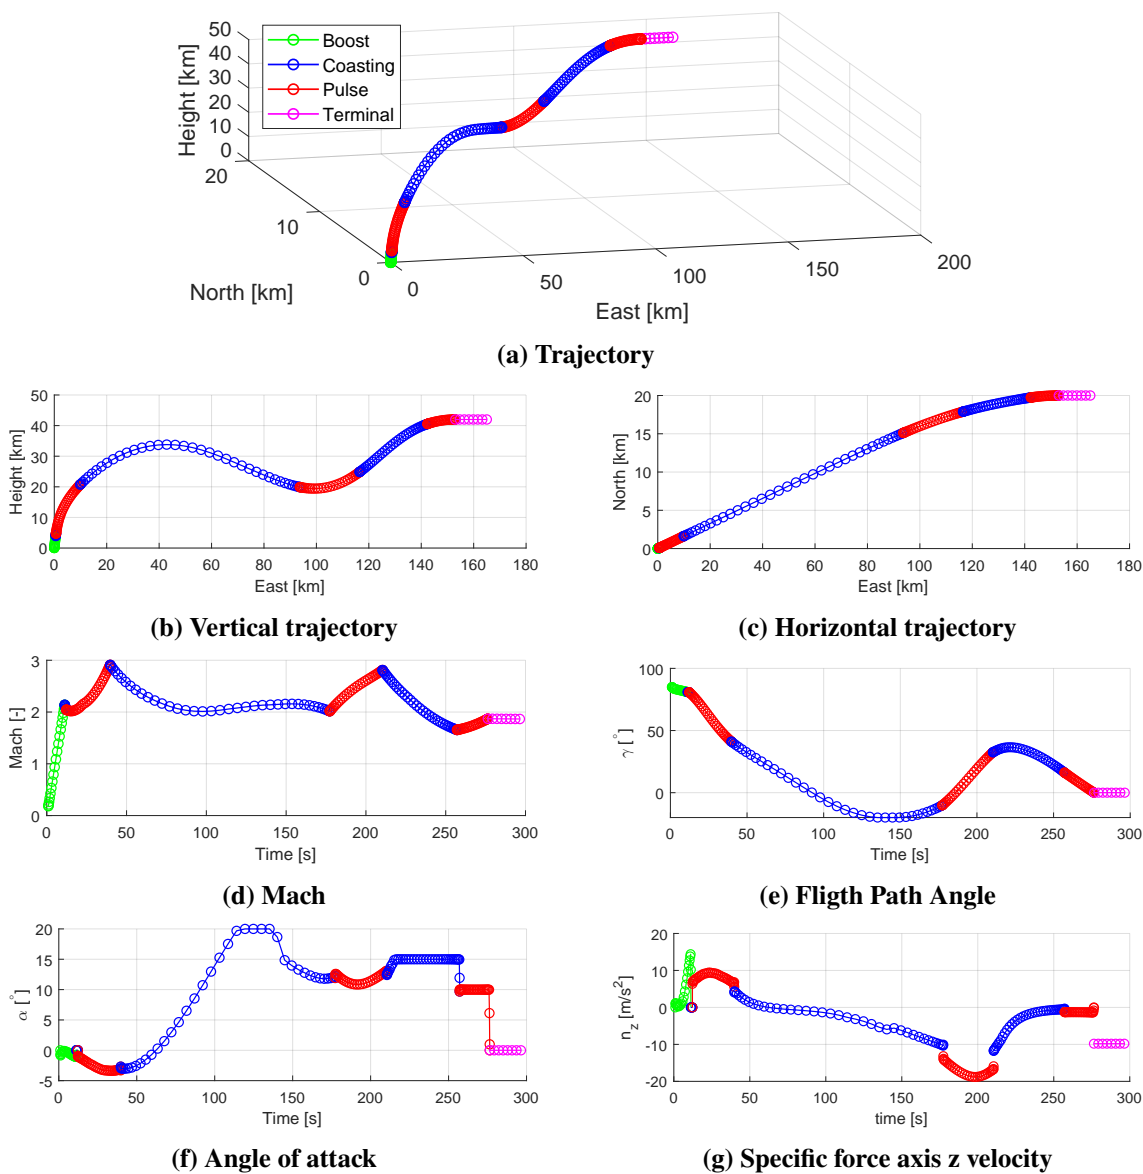 50
40
30
20
10
0
Height [km]
Boost
Coasting
Pulse
Terminal
20
10
0
North [km]
0
50
100
150
200
East [km]
(a) Trajectory
50
40
30
20
10
0
Height [km]
0 20 40 60 80 100 120 140 160 180
East [km]
(b) Vertical trajectory
20
15
10
5
0
North [km]
0 20 40 60 80 100 120 140 160 180
East [km]
(c) Horizontal trajectory
3
2
1
0
Mach [-]
0 50 100 150 200 250 300
Time [s]
(d) Mach
100
50
0
γ [°]
0 50 100 150 200 250 300
Time [s]
(e) Fligth Path Angle
20
15
10
5
0
-5
α [°]
0 50 100 150 200 250 300
Time [s]
(f) Angle of attack
20
10
0
-10
-20
n_z [m/s²]
0 50 100 150 200 250 300
time [s]
(g) Specific force axis z velocity